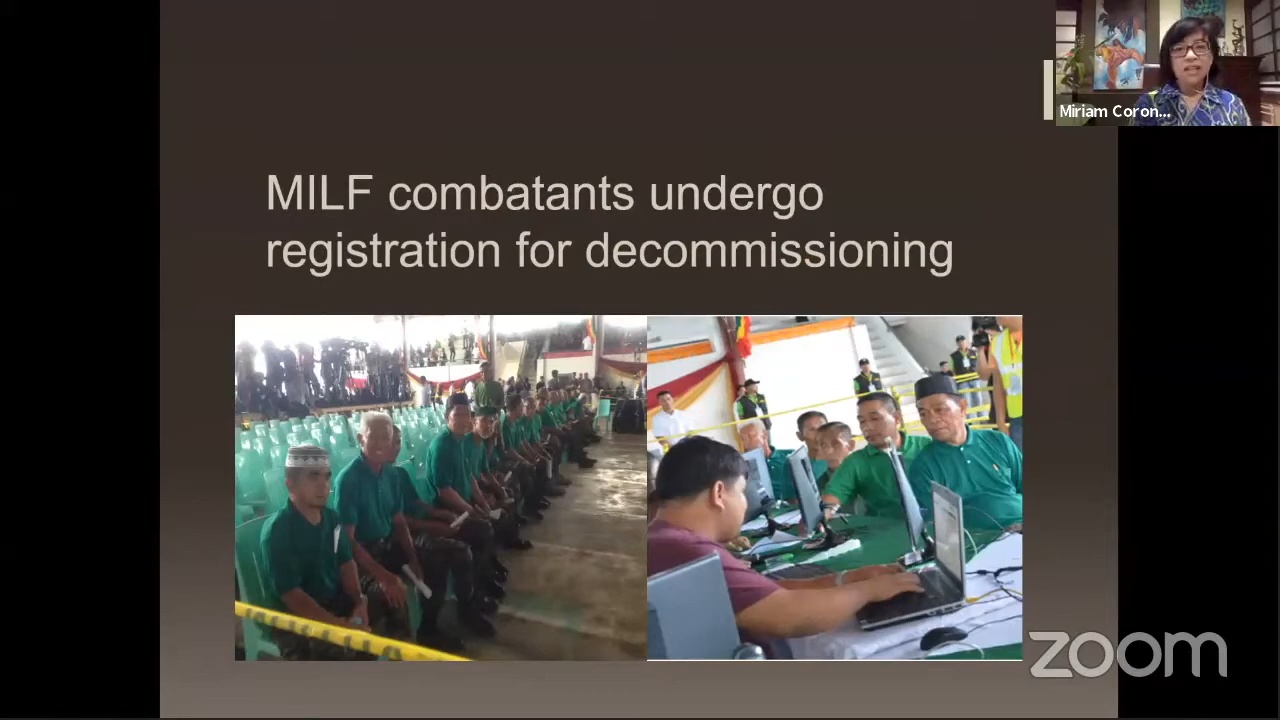 Miriam Coron...
MILF combatants undergo
registration for decommissioning
zoom